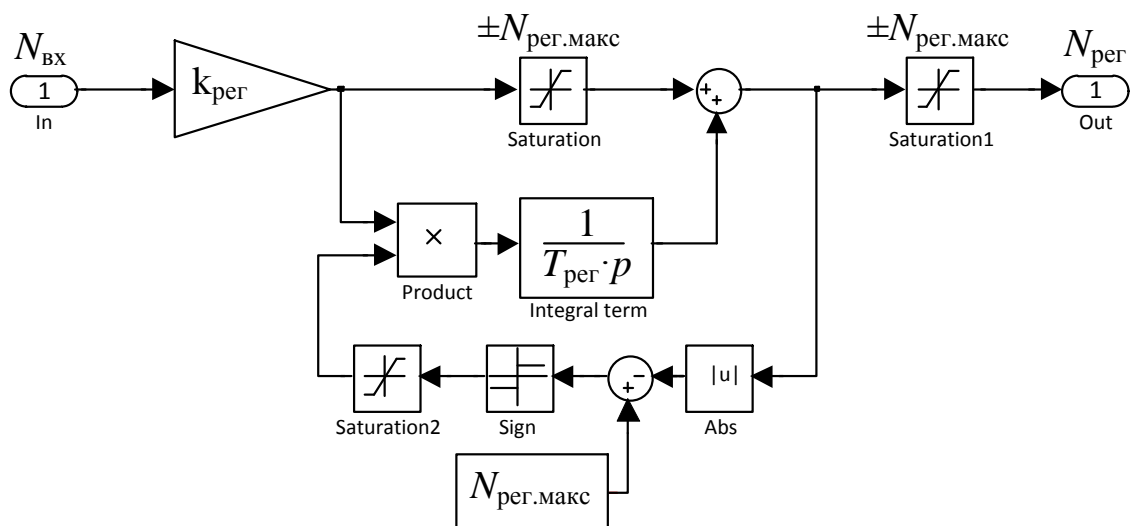 ±Nрег.макс
±Nрег.макс
Nвх
Nрег
1
kрег
+
+
1
In
Saturation
Saturation1
Out
×
1
Tрег·p
Product
Integral term
|u|
−
+
Saturation2
Sign
Abs
Nрег.макс